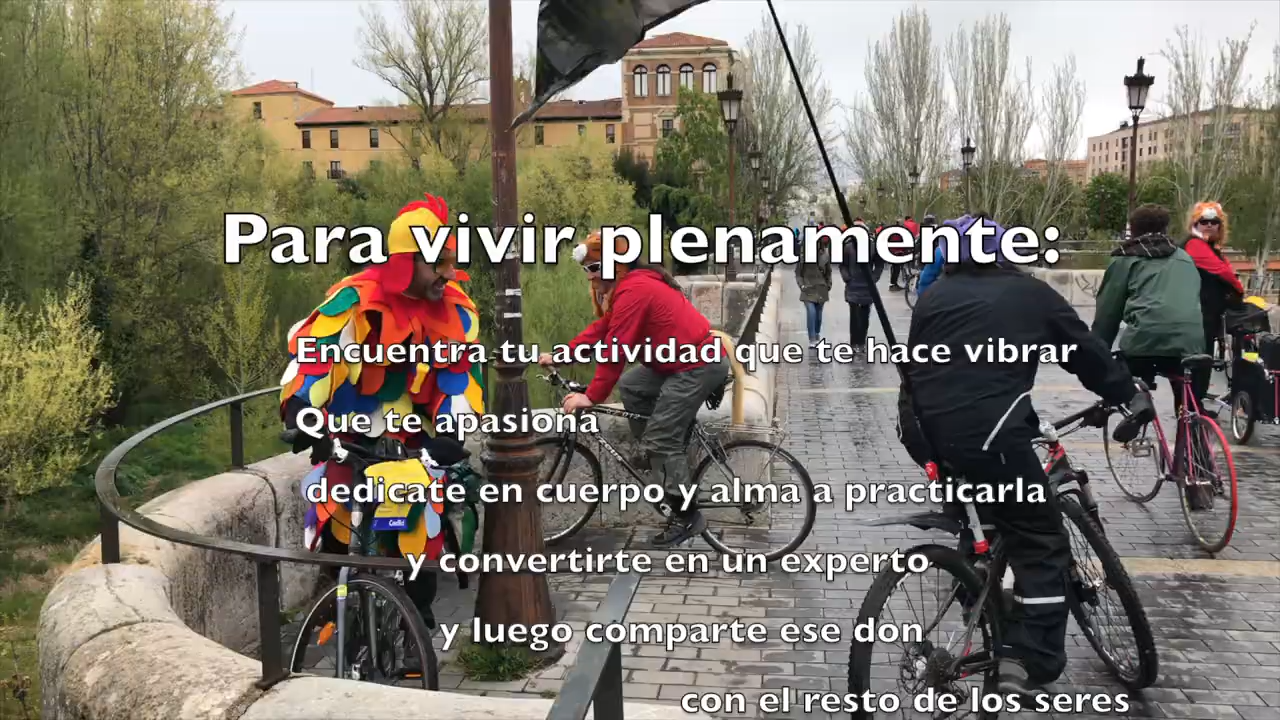 Para vivir plenamente:
Encuentra tu actividad que te hace vibrar
Que te apasiona
dedicate en cuerpo y alma a practicarla
y convertirte en un experto
y luego comparte ese don
con el resto de los seres